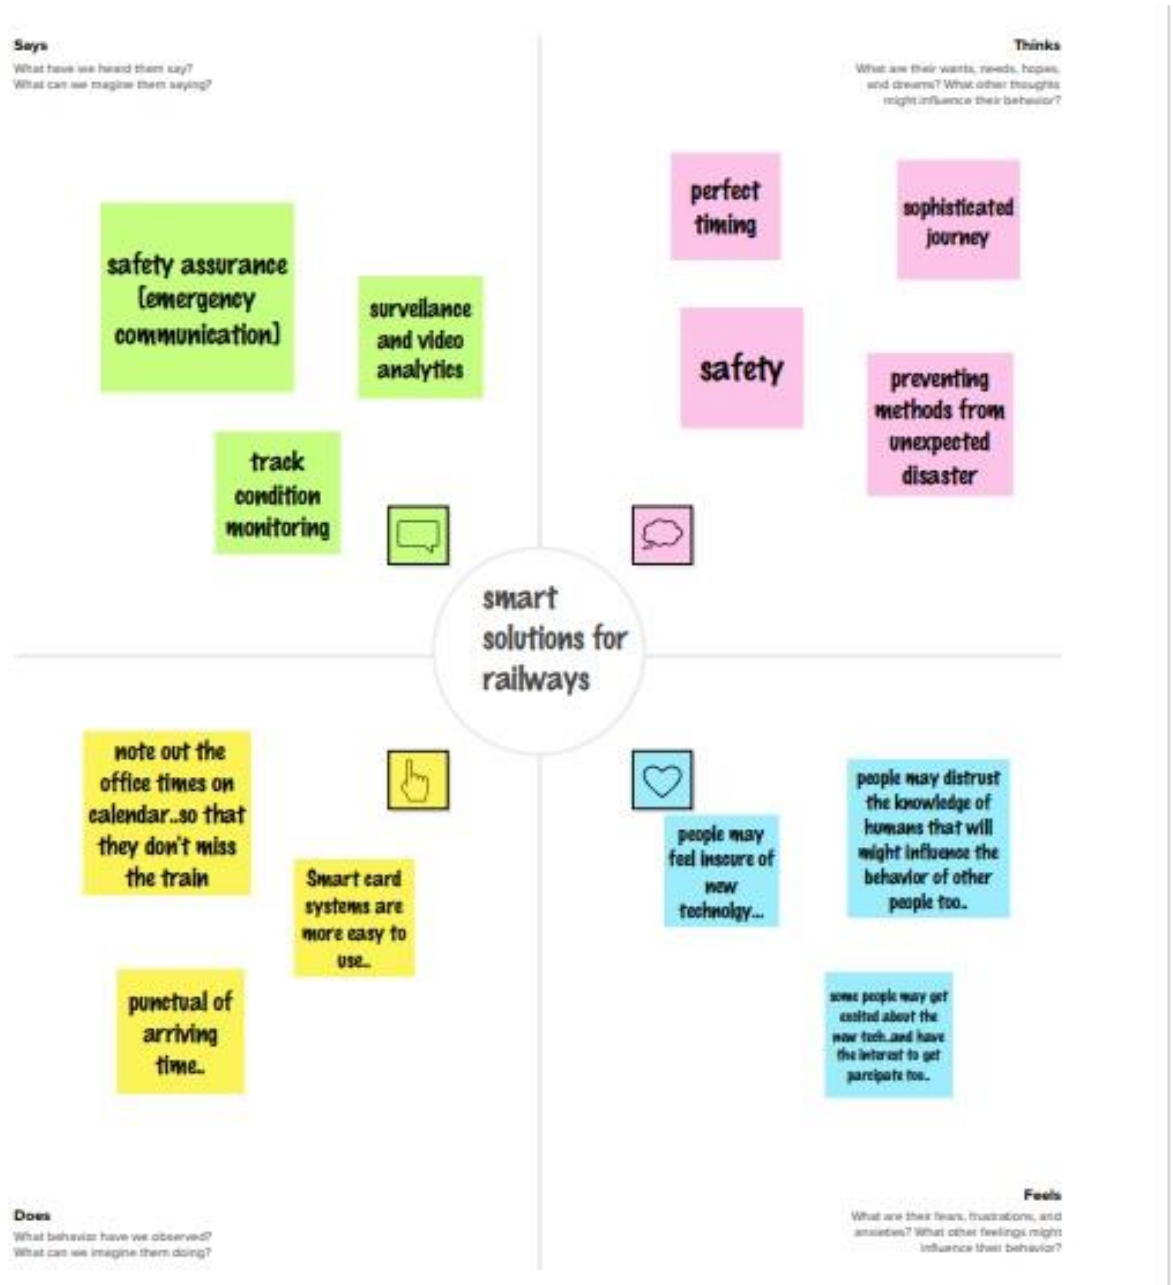 Says
What have we heard them say?
What can we magine them saying?
Thinks
What are their wants, needs, hopes,
and dreams? What other thoughts
might influence their behavior?
safety assurance
[emergency
communication]
surveilance
and video
analytics
track
condition
monitoring
perfect
timing
sophisticated
journey
safety
preventing
methods from
unexpected
disaster
smart
solutions for
railways
note out the
office times on
calendar..so that
they don't miss
the train
Smart card
systems are
more easy to
use..
punctual of
arriving
time..
people may
feel inscure of
new
technolgy...
people may distrust
the knowledge of
humans that will
might influence the
behavior of other
people too..
some people may get
excited about the
new tech..and have
the interest to get
parcipate too..
Does
What behavior have we observed?
What can we imagine them doing?
Feels
What are their fears, frustrations, and
anxieties? What other feelings might
influence their behavior?